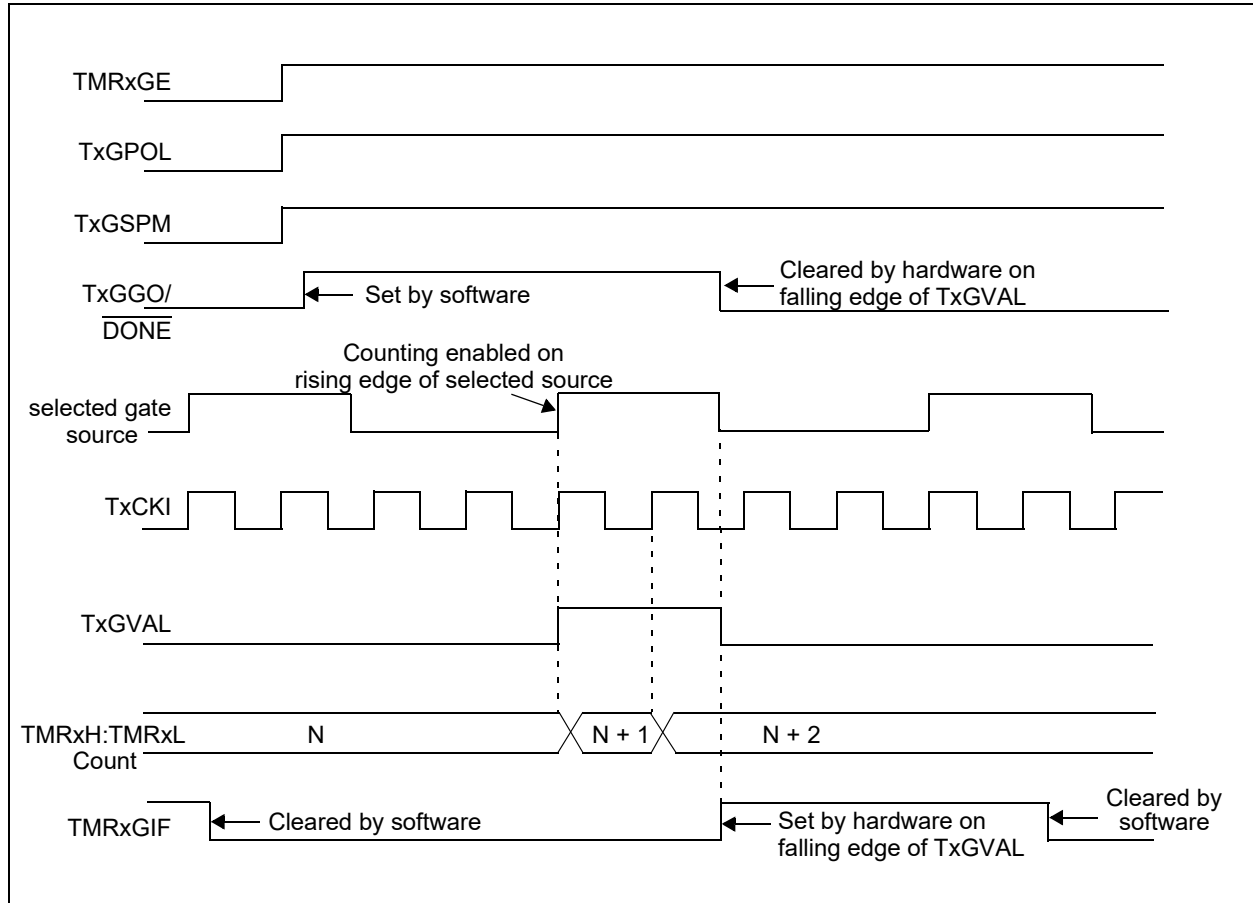 TMRxGE
TxGPOL
TxGSPM
TxGGO/
DONE
Set by software
Cleared by hardware on
falling edge of TxGVAL
Counting enabled on
rising edge of selected source
selected gate
source
TxCKI
TxGVAL
TMRxH:TMRxL
Count
N
N + 1
N + 2
TMRxGIF
Cleared by software
Set by hardware on
falling edge of TxGVAL
Cleared by
software